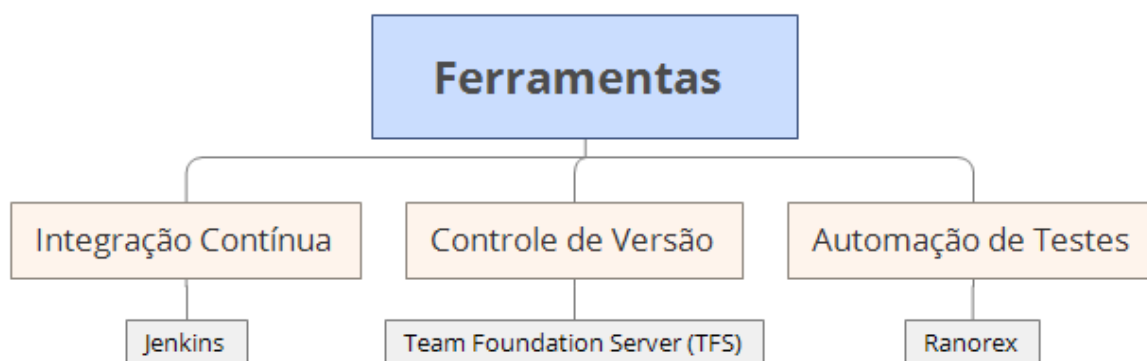 Ferramentas
Integração Contínua
Controle de Versão
Automação de Testes
Jenkins
Team Foundation Server (TFS)
Ranorex